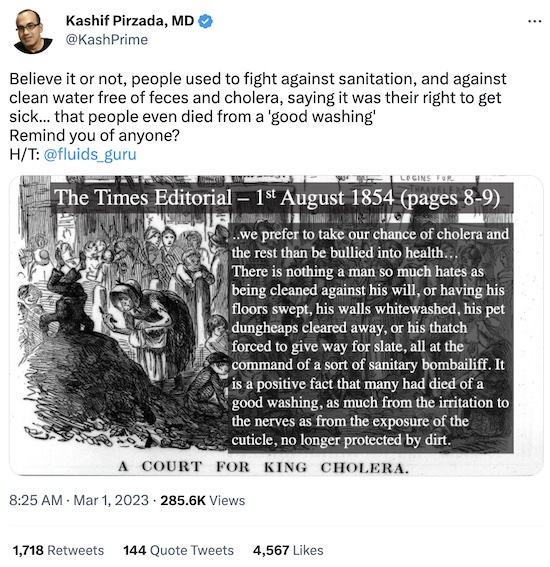 Kashif Pirzada, MD
@KashPrime
Believe it or not, people used to fight against sanitation, and against
clean water free of feces and cholera, saying it was their right to get
sick... that people even died from a 'good washing'
Remind you of anyone?
H/T: @fluids_guru
LOGINS FUR
TRAVELERS
The Times Editorial – 1st August 1854 (pages 8-9)
..we prefer to take our chance of cholera and
the rest than be bullied into health…
There is nothing a man so much hates as
being cleaned against his will, or having his
floors swept, his walls whitewashed, his pet
dungheaps cleared away, or his thatch
forced to give way for slate, all at the
command of a sort of sanitary bombailiff. It
is a positive fact that many had died of a
good washing, as much from the irritation to
the nerves as from the exposure of the
cuticle, no longer protected by dirt.
A COURT FOR KING CHOLERA.
8:25 AM · Mar 1, 2023 · 285.6K Views
1,718 Retweets 144 Quote Tweets 4,567 Likes